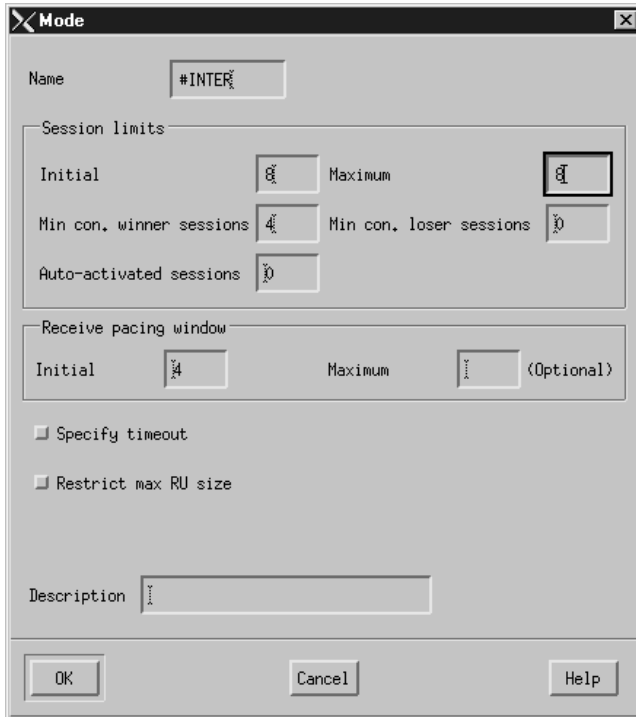 Mode
Name #INTER
Session limits
Initial 8 Maximum 8
Min con. winner sessions 4 Min con. loser sessions 0
Auto-activated sessions 0
Receive pacing window
Initial 4 Maximum (Optional)
Specify timeout
Restrict max RU size
Description
OK Cancel Help